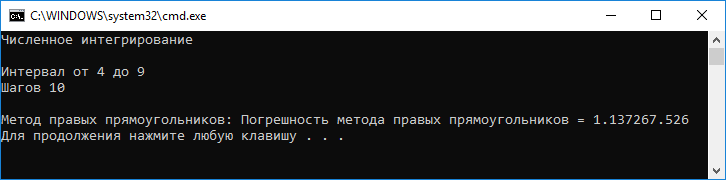 C:\WINDOWS\system32\cmd.exe
Численное интегрирование
Интервал от 4 до 9
Шагов 10
Метод правых прямоугольников: Погрешность метода правых прямоугольников = 1.137267.526
Для продолжения нажмите любую клавишу . . .